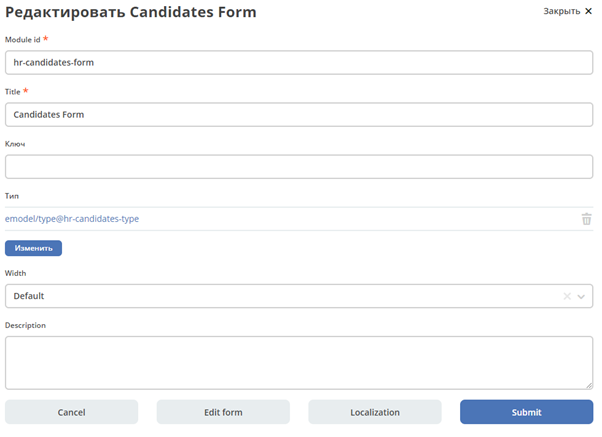 Редактировать Candidates Form
Закрыть ✕
Module id *
hr-candidates-form
Title *
Candidates Form
Ключ
Тип
emodel/type@hr-candidates-type
Изменить
Width
Default
Description
Cancel Edit form Localization Submit